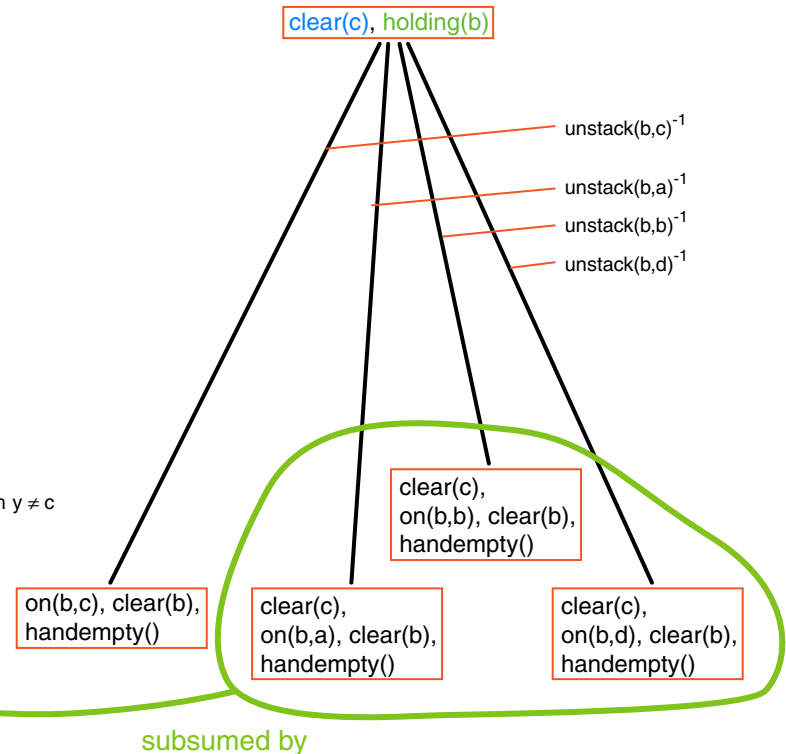 clear(c), holding(b)
unstack(b,c)-1
unstack(b,a)-1
unstack(b,b)-1
unstack(b,d)-1
y ≠ c
clear(c),
on(b,b), clear(b),
handempty()
on(b,c), clear(b),
handempty()
clear(c),
on(b,a), clear(b),
handempty()
clear(c),
on(b,d), clear(b),
handempty()
subsumed by